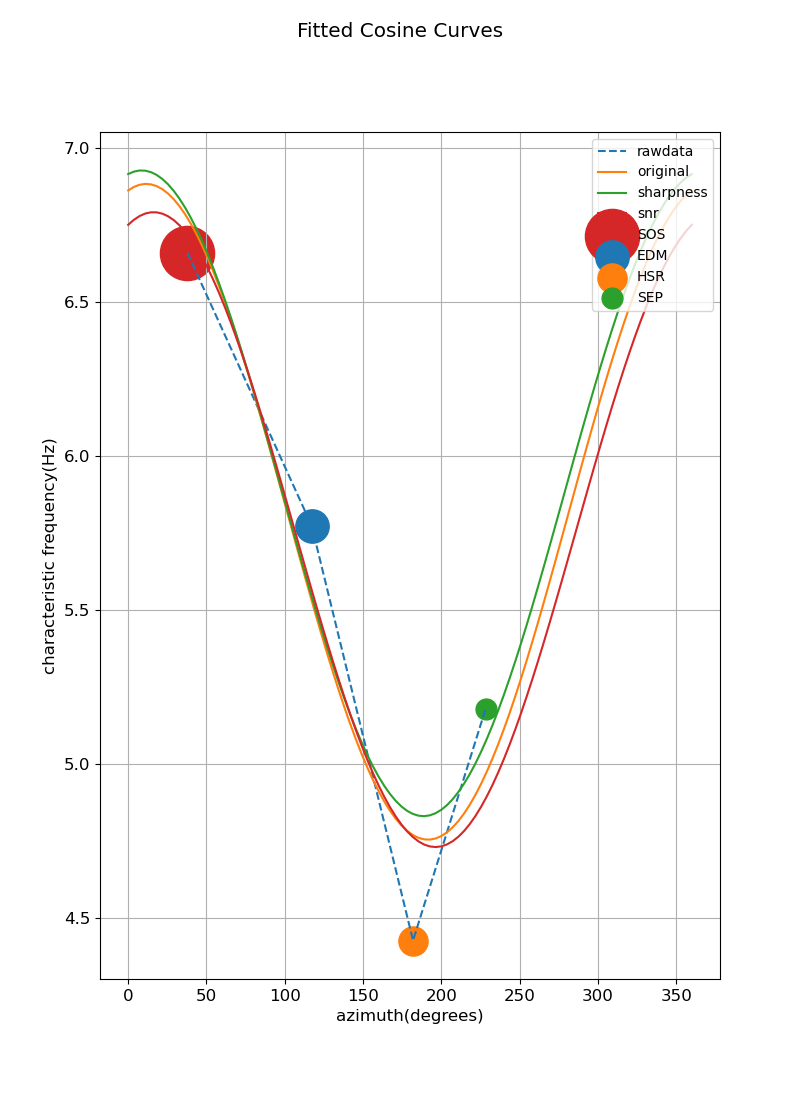 Fitted Cosine Curves
7.0
6.5
6.0
5.5
5.0
4.5
characteristic frequency(Hz)
rawdata
original
sharpness
snr
SOS
EDM
HSR
SEP
0 50 100 150 200 250 300 350
azimuth(degrees)